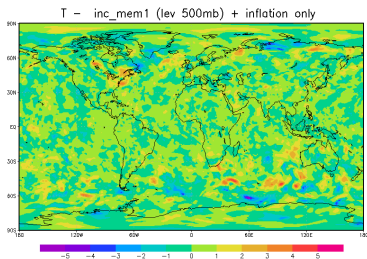 T - inc_mem1 (lev 500mb) + inflation only
90N
60N
30N
EQ
30S
60S
90S
180 120W 60W 0 60E 120E 180
-5 -4 -3 -2 -1 0 1 2 3 4 5